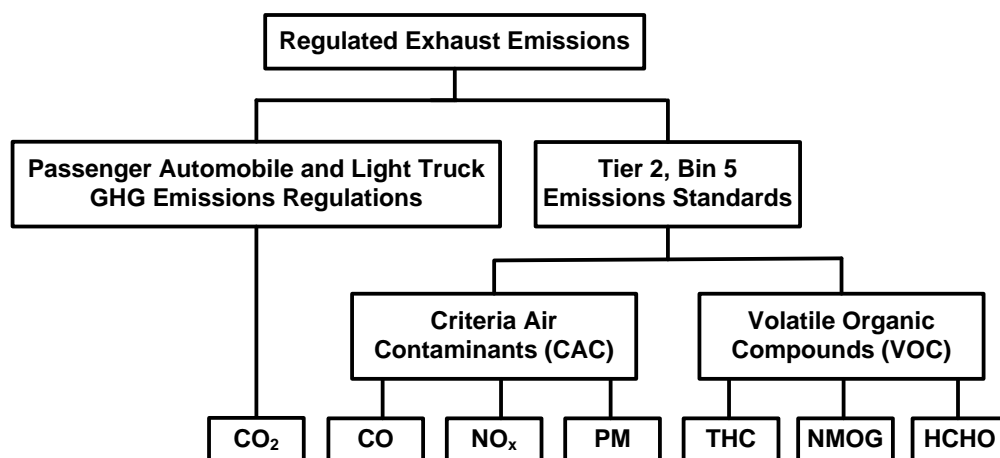 Regulated Exhaust Emissions
Passenger Automobile and Light Truck
GHG Emissions Regulations
Tier 2, Bin 5
Emissions Standards
Criteria Air
Contaminants (CAC)
Volatile Organic
Compounds (VOC)
CO₂
CO
NOₓ
PM
THC
NMOG
HCHO